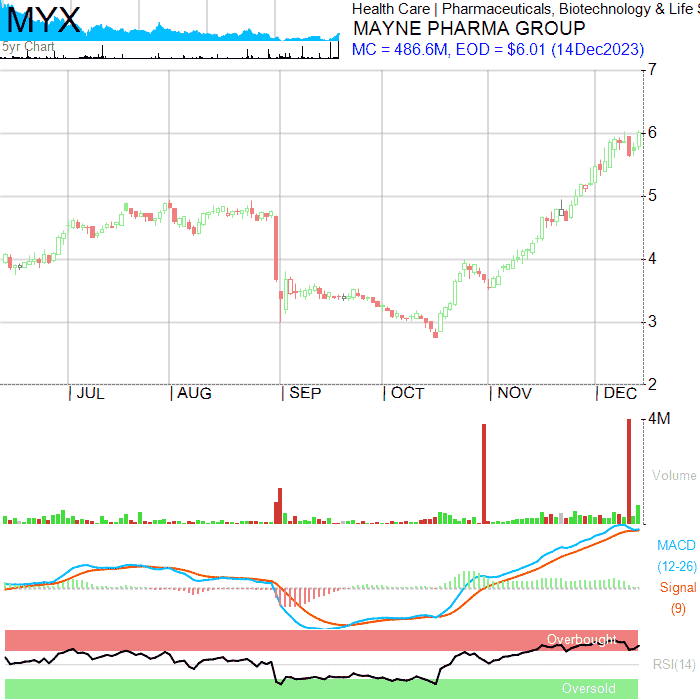 MYX
5yr Chart
Health Care | Pharmaceuticals, Biotechnology & Life S
MAYNE PHARMA GROUP
MC = 486.6M, EOD = $6.01 (14Dec2023)
7
6
5
4
3
2
JUL
AUG
SEP
OCT
NOV
DEC
4M
Volume
MACD
(12-26)
Signal
(9)
Overbought
RSI(14)
Oversold